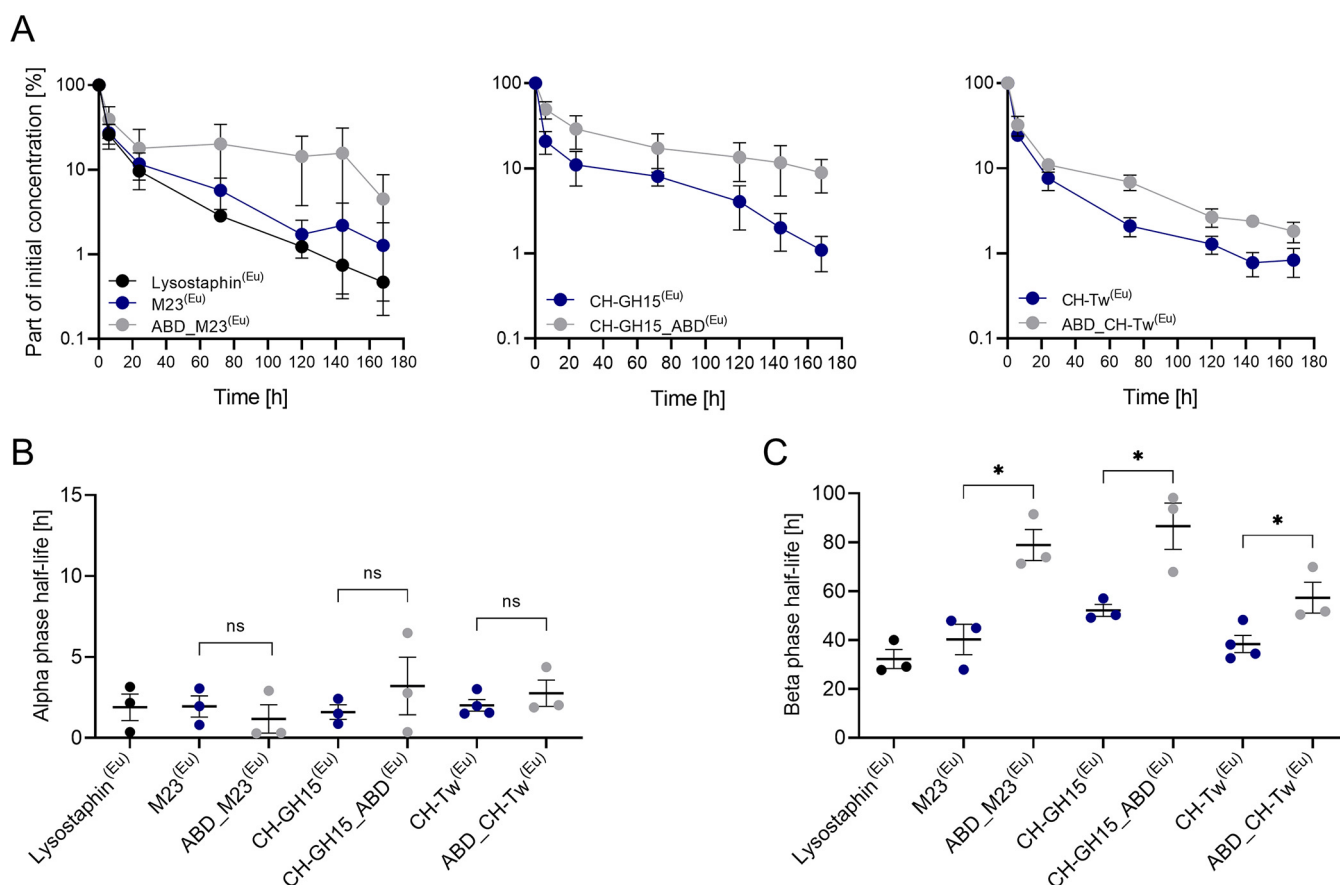 A
Part of initial concentration [%]
100
10
1
0.1
Lysostaphin(Eu)
M23(Eu)
ABD_M23(Eu)
0 20 40 60 80 100 120 140 160 180
Time [h]
100
10
1
0.1
CH-GH15(Eu)
CH-GH15_ABD(Eu)
0 20 40 60 80 100 120 140 160 180
Time [h]
100
10
1
0.1
CH-Tw(Eu)
ABD_CH-Tw(Eu)
0 20 40 60 80 100 120 140 160 180
Time [h]
B
Alpha phase half-life [h]
15
10
5
0
ns
ns
ns
Lysostaphin(Eu)
M23(Eu)
ABD_M23(Eu)
CH-GH15(Eu)
CH-GH15_ABD(Eu)
CH-Tw(Eu)
ABD_CH-Tw(Eu)
C
Beta phase half-life [h]
100
80
60
40
20
0
*
*
*
Lysostaphin(Eu)
M23(Eu)
ABD_M23(Eu)
CH-GH15(Eu)
CH-GH15_ABD(Eu)
CH-Tw(Eu)
ABD_CH-Tw(Eu)